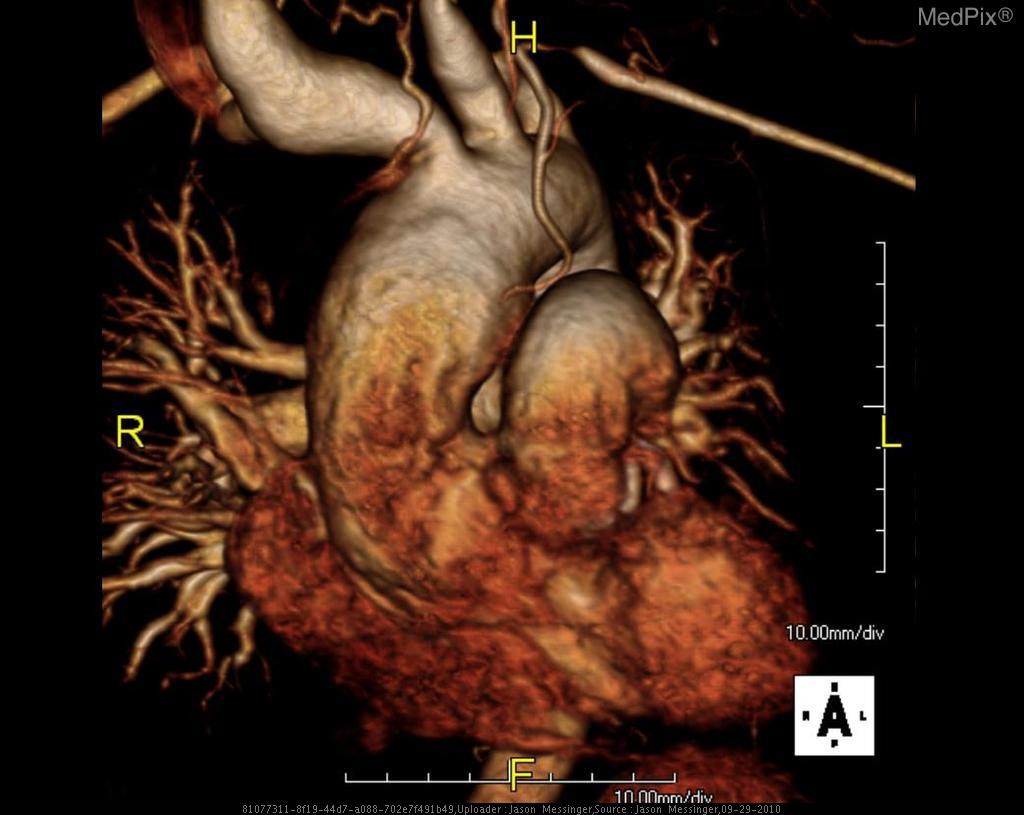 MedPix®
H
R
L
10.00mm/div
A
R
L
F
10.00mm/div
81077311-8f19-44d7-a088-702e7f491b49,Uploader: Jason Messinger,Source: Jason Messinger,09-29-2010